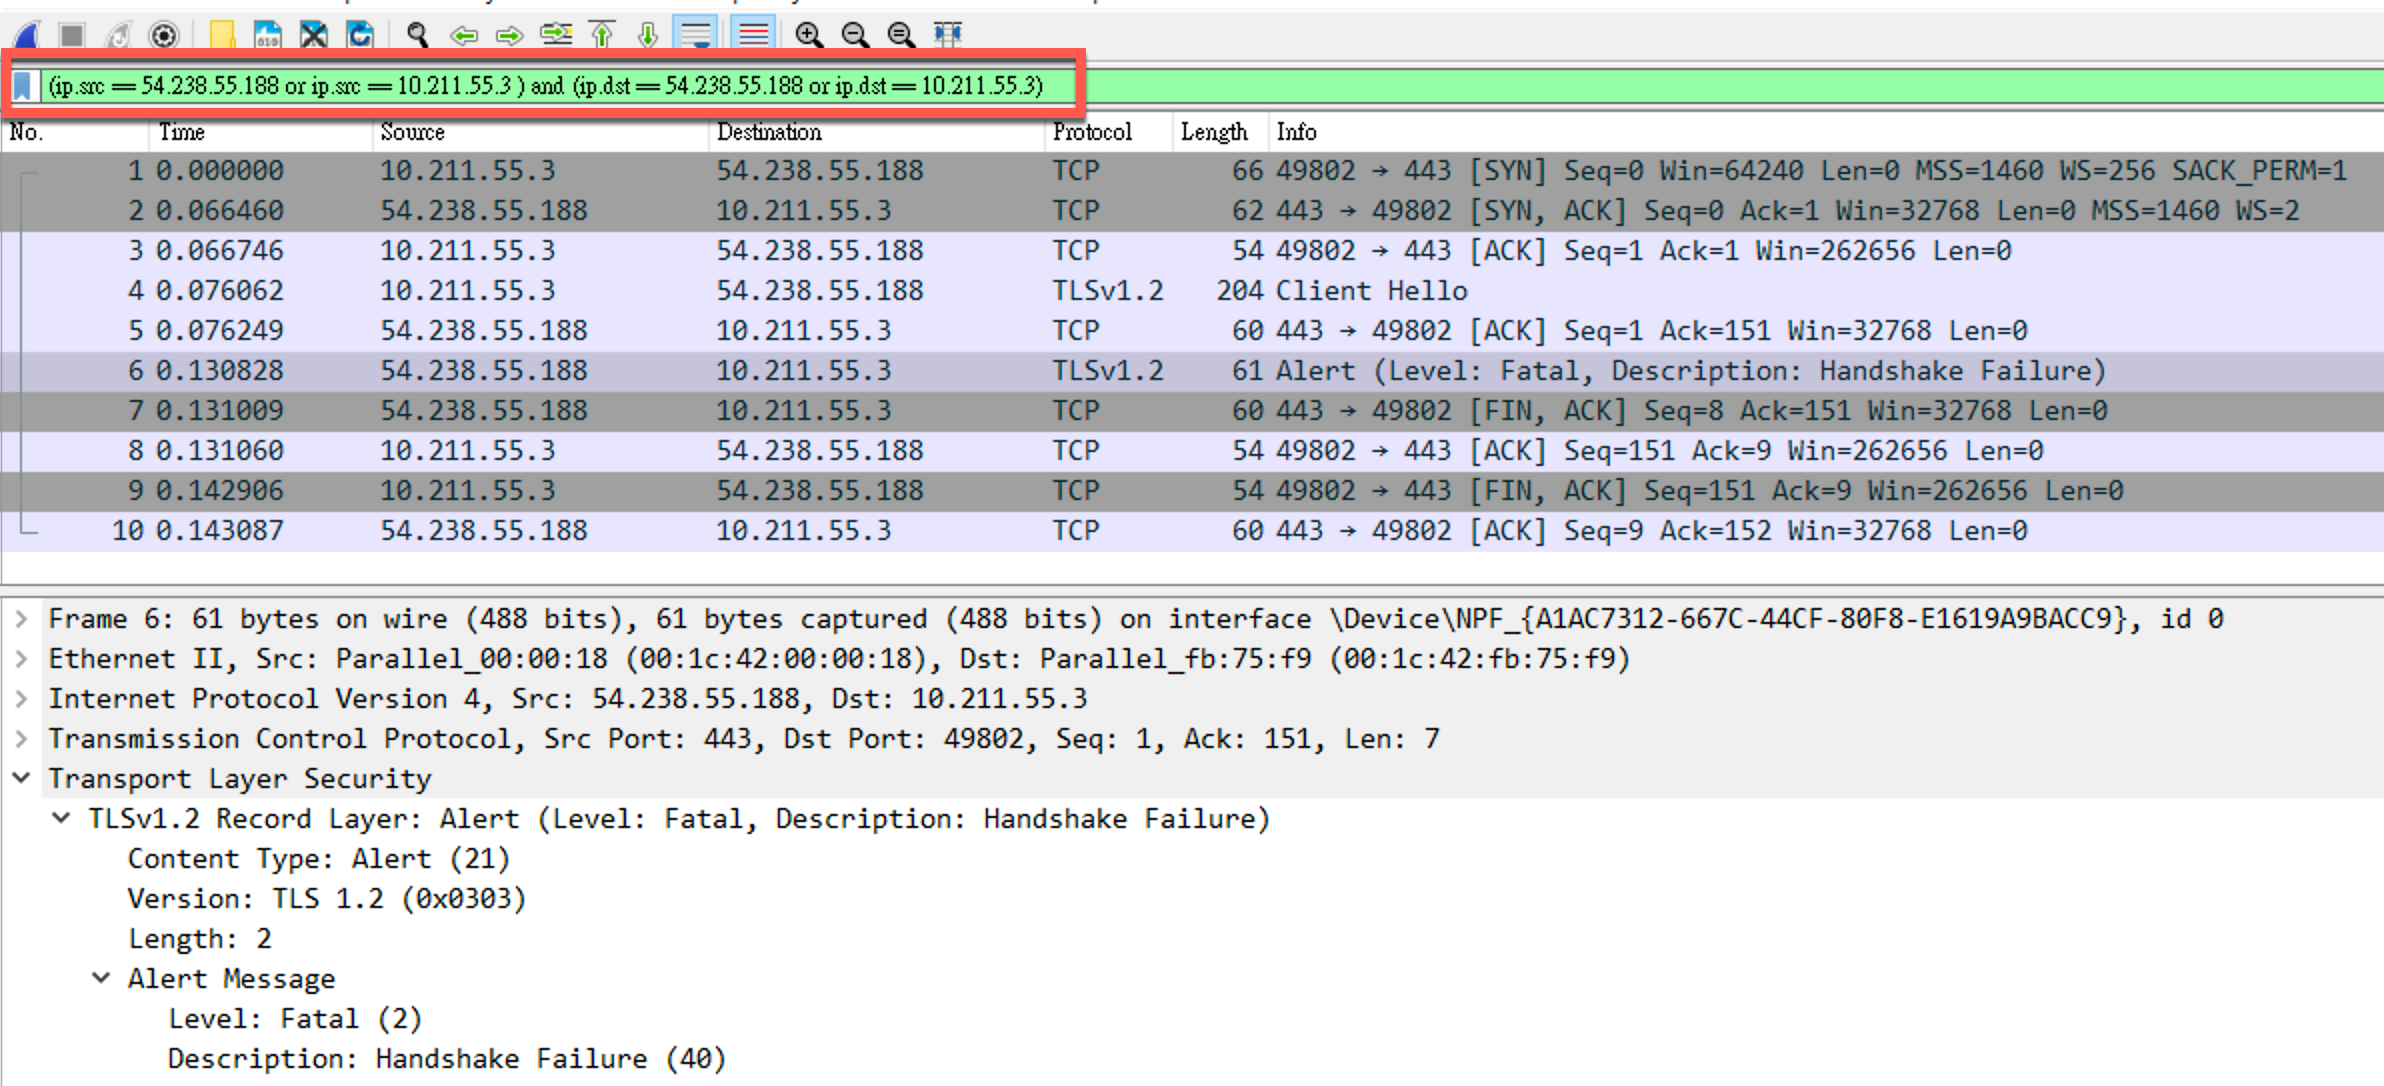 (ip.src == 54.238.55.188 or ip.src == 10.211.55.3 ) and (ip.dst == 54.238.55.188 or ip.dst == 10.211.55.3)
No. Time Source Destination Protocol Length Info
1 0.000000 10.211.55.3 54.238.55.188 TCP 66 49802 → 443 [SYN] Seq=0 Win=64240 Len=0 MSS=1460 WS=256 SACK_PERM=1
2 0.066460 54.238.55.188 10.211.55.3 TCP 62 443 → 49802 [SYN, ACK] Seq=0 Ack=1 Win=32768 Len=0 MSS=1460 WS=2
3 0.066746 10.211.55.3 54.238.55.188 TCP 54 49802 → 443 [ACK] Seq=1 Ack=1 Win=262656 Len=0
4 0.076062 10.211.55.3 54.238.55.188 TLSv1.2 204 Client Hello
5 0.076249 54.238.55.188 10.211.55.3 TCP 60 443 → 49802 [ACK] Seq=1 Ack=151 Win=32768 Len=0
6 0.130828 54.238.55.188 10.211.55.3 TLSv1.2 61 Alert (Level: Fatal, Description: Handshake Failure)
7 0.131009 54.238.55.188 10.211.55.3 TCP 60 443 → 49802 [FIN, ACK] Seq=8 Ack=151 Win=32768 Len=0
8 0.131060 10.211.55.3 54.238.55.188 TCP 54 49802 → 443 [ACK] Seq=151 Ack=9 Win=262656 Len=0
9 0.142906 10.211.55.3 54.238.55.188 TCP 54 49802 → 443 [FIN, ACK] Seq=151 Ack=9 Win=262656 Len=0
10 0.143087 54.238.55.188 10.211.55.3 TCP 60 443 → 49802 [ACK] Seq=9 Ack=152 Win=32768 Len=0
Frame 6: 61 bytes on wire (488 bits), 61 bytes captured (488 bits) on interface \Device\NPF_{A1AC7312-667C-44CF-80F8-E1619A9BACC9}, id 0
Ethernet II, Src: Parallel_00:00:18 (00:1c:42:00:00:18), Dst: Parallel_fb:75:f9 (00:1c:42:fb:75:f9)
Internet Protocol Version 4, Src: 54.238.55.188, Dst: 10.211.55.3
Transmission Control Protocol, Src Port: 443, Dst Port: 49802, Seq: 1, Ack: 151, Len: 7
Transport Layer Security
TLSv1.2 Record Layer: Alert (Level: Fatal, Description: Handshake Failure)
Content Type: Alert (21)
Version: TLS 1.2 (0x0303)
Length: 2
Alert Message
Level: Fatal (2)
Description: Handshake Failure (40)